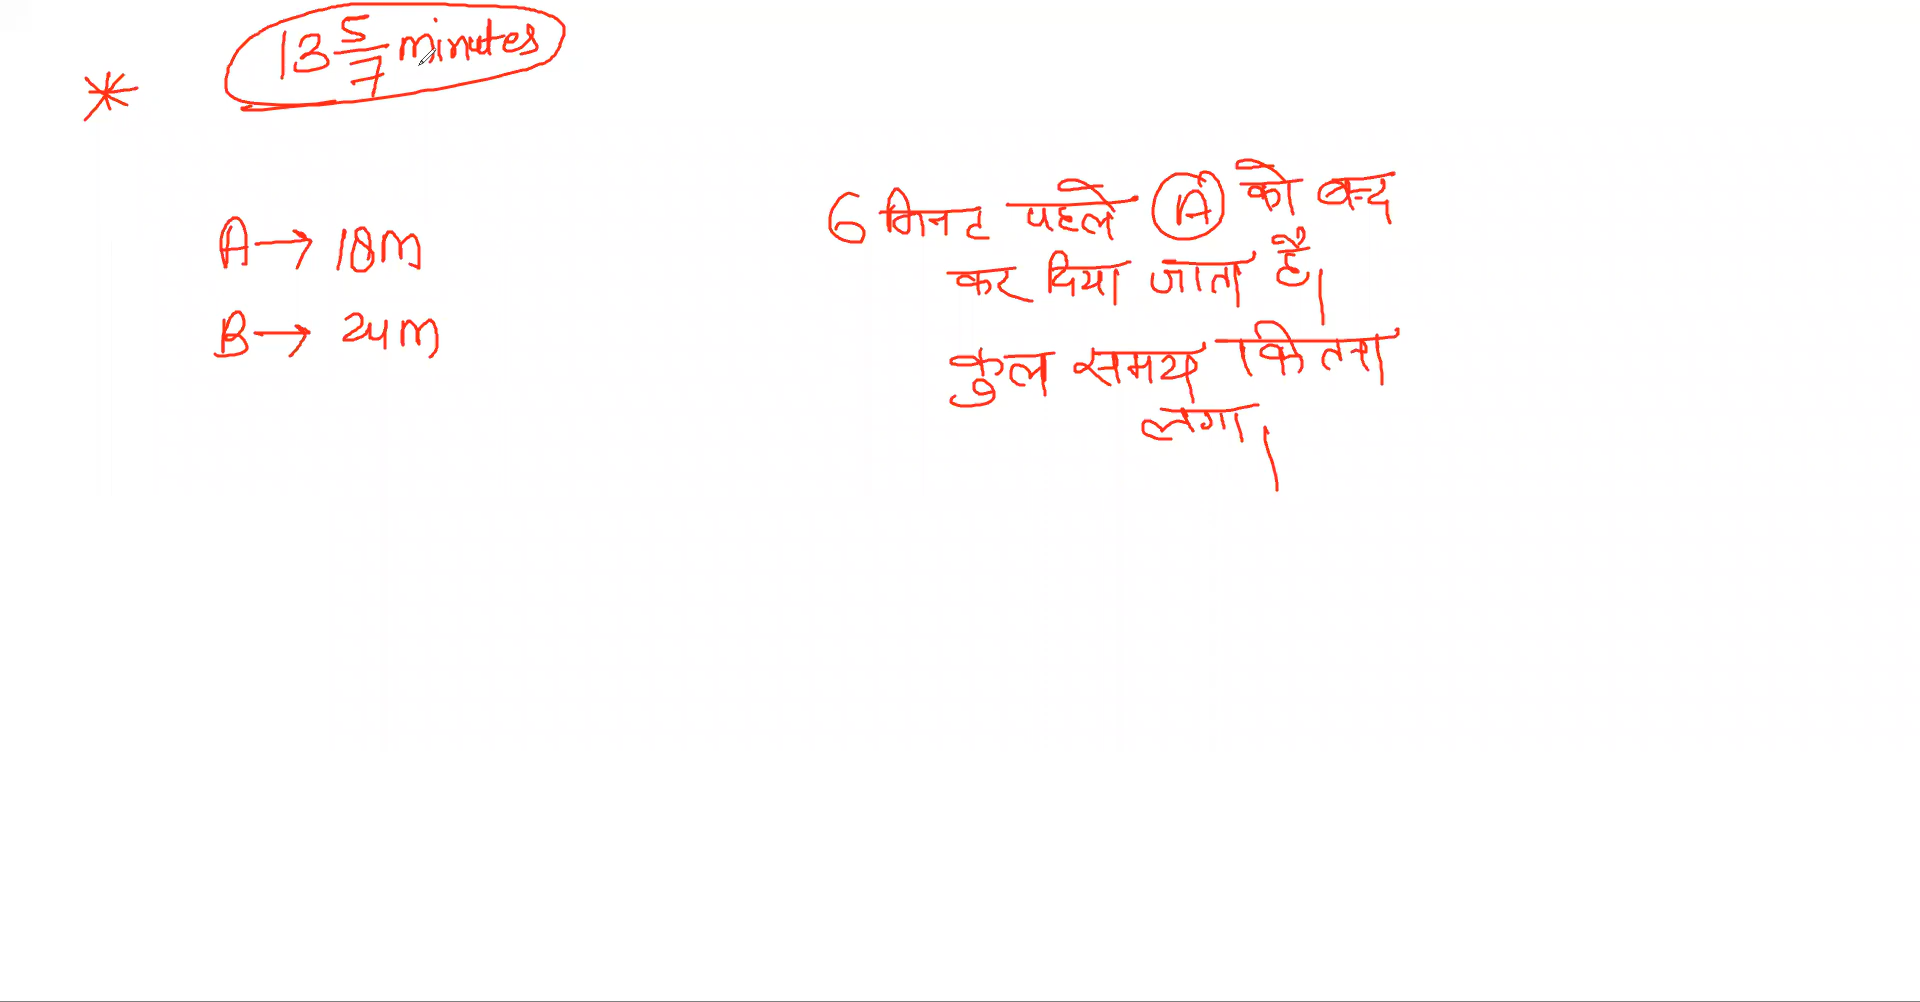 13 5/7 minutes
*
A → 18m
B → 24m
6 मिनट पहले A को बन्द
कर दिया जाता है।
कुल समय कितना
लगा।